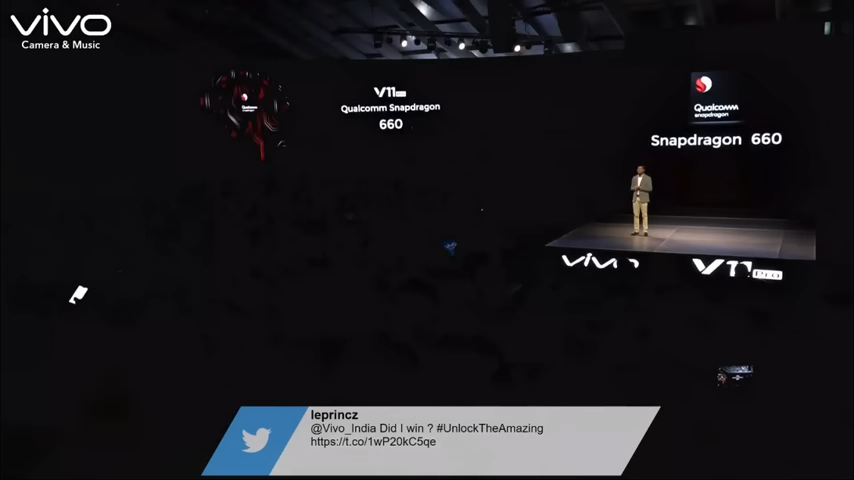 vivo
Camera & Music
V11 PRO
Qualcomm Snapdragon
660
Qualcomm
snapdragon
Snapdragon 660
vivo
V11 Pro
leprincz
@Vivo_India Did I win ? #UnlockTheAmazing
https://t.co/1wP20kC5qe